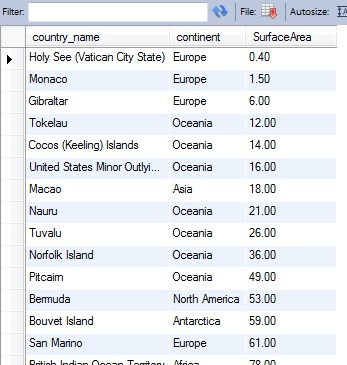 Filter: File: Autosize:
country_name continent SurfaceArea
Holy See (Vatican City State) Europe 0.40
Monaco Europe 1.50
Gibraltar Europe 6.00
Tokelau Oceania 12.00
Cocos (Keeling) Islands Oceania 14.00
United States Minor Outlyi... Oceania 16.00
Macao Asia 18.00
Nauru Oceania 21.00
Tuvalu Oceania 26.00
Norfolk Island Oceania 36.00
Pitcairn Oceania 49.00
Bermuda North America 53.00
Bouvet Island Antarctica 59.00
San Marino Europe 61.00
British Indian Ocean Territory Africa 78.00